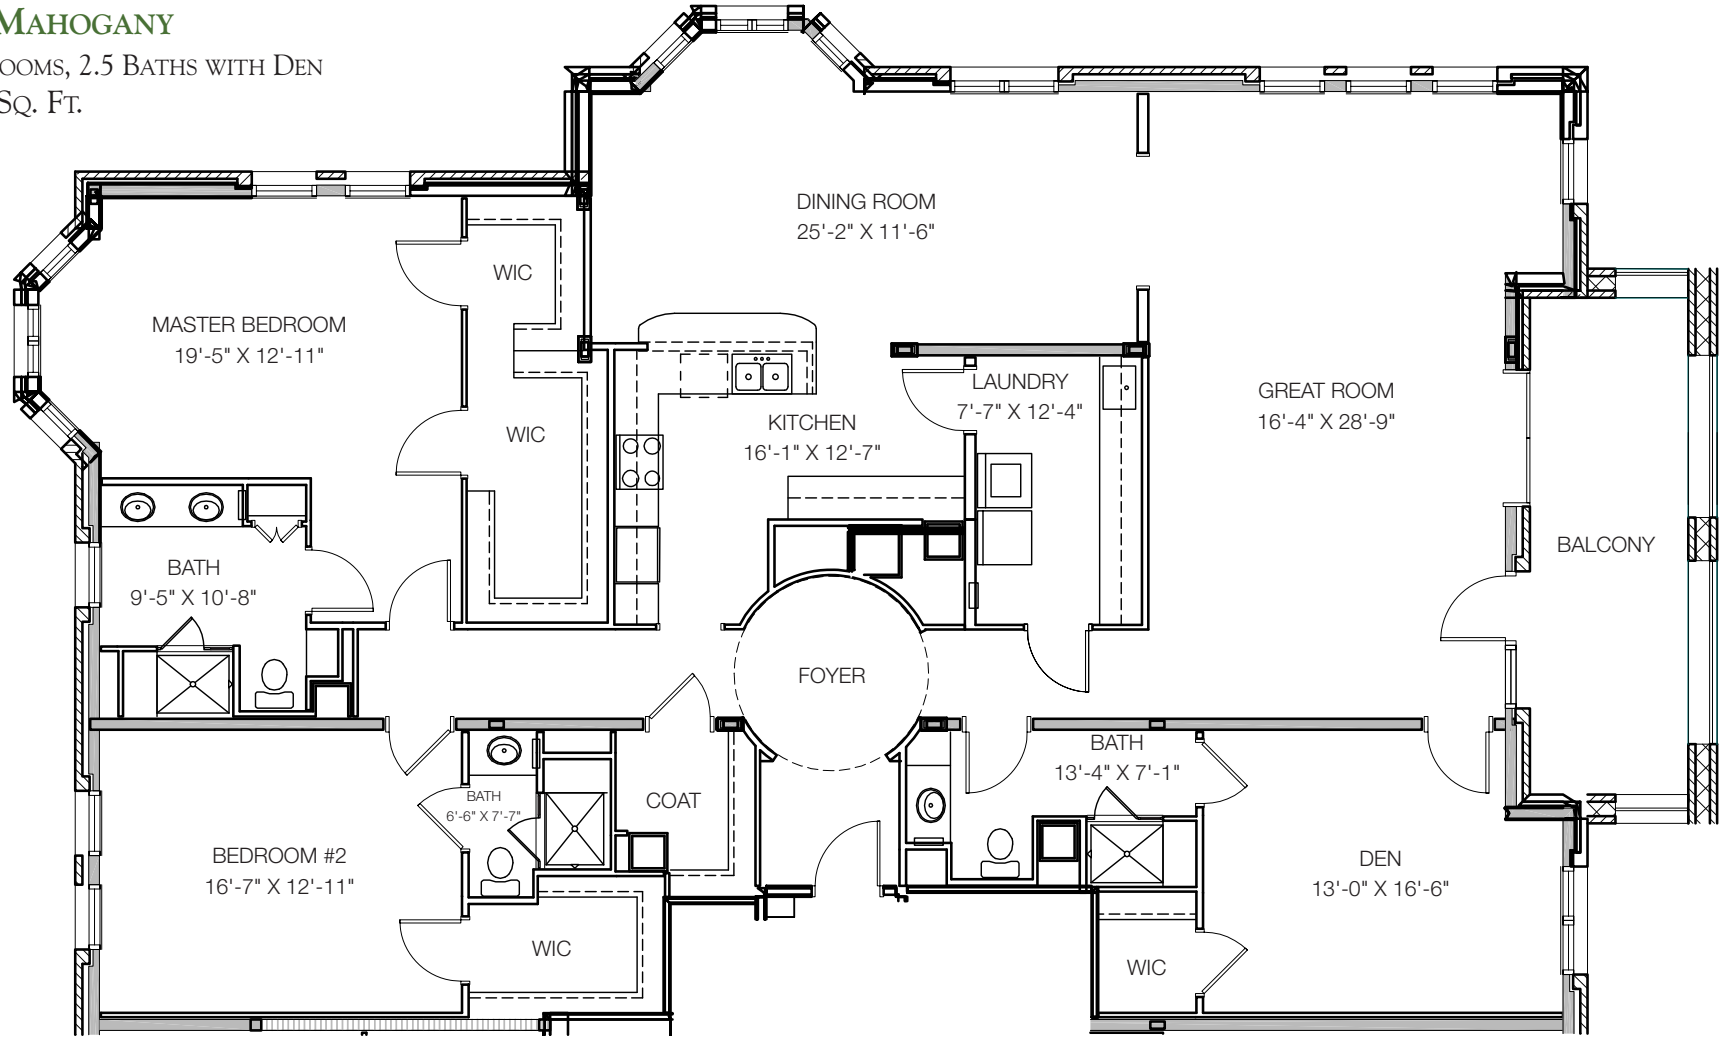 MAHOGANY
OOMS, 2.5 BATHS WITH DEN
SQ. FT.
DINING ROOM
25'-2" X 11'-6"
WIC
MASTER BEDROOM
19'-5" X 12'-11"
LAUNDRY
7'-7" X 12'-4"
GREAT ROOM
16'-4" X 28'-9"
KITCHEN
16'-1" X 12'-7"
WIC
BALCONY
BATH
9'-5" X 10'-8"
FOYER
BATH
13'-4" X 7'-1"
BATH
6'-6" X 7'-7"
COAT
BEDROOM #2
16'-7" X 12'-11"
DEN
13'-0" X 16'-6"
WIC
WIC